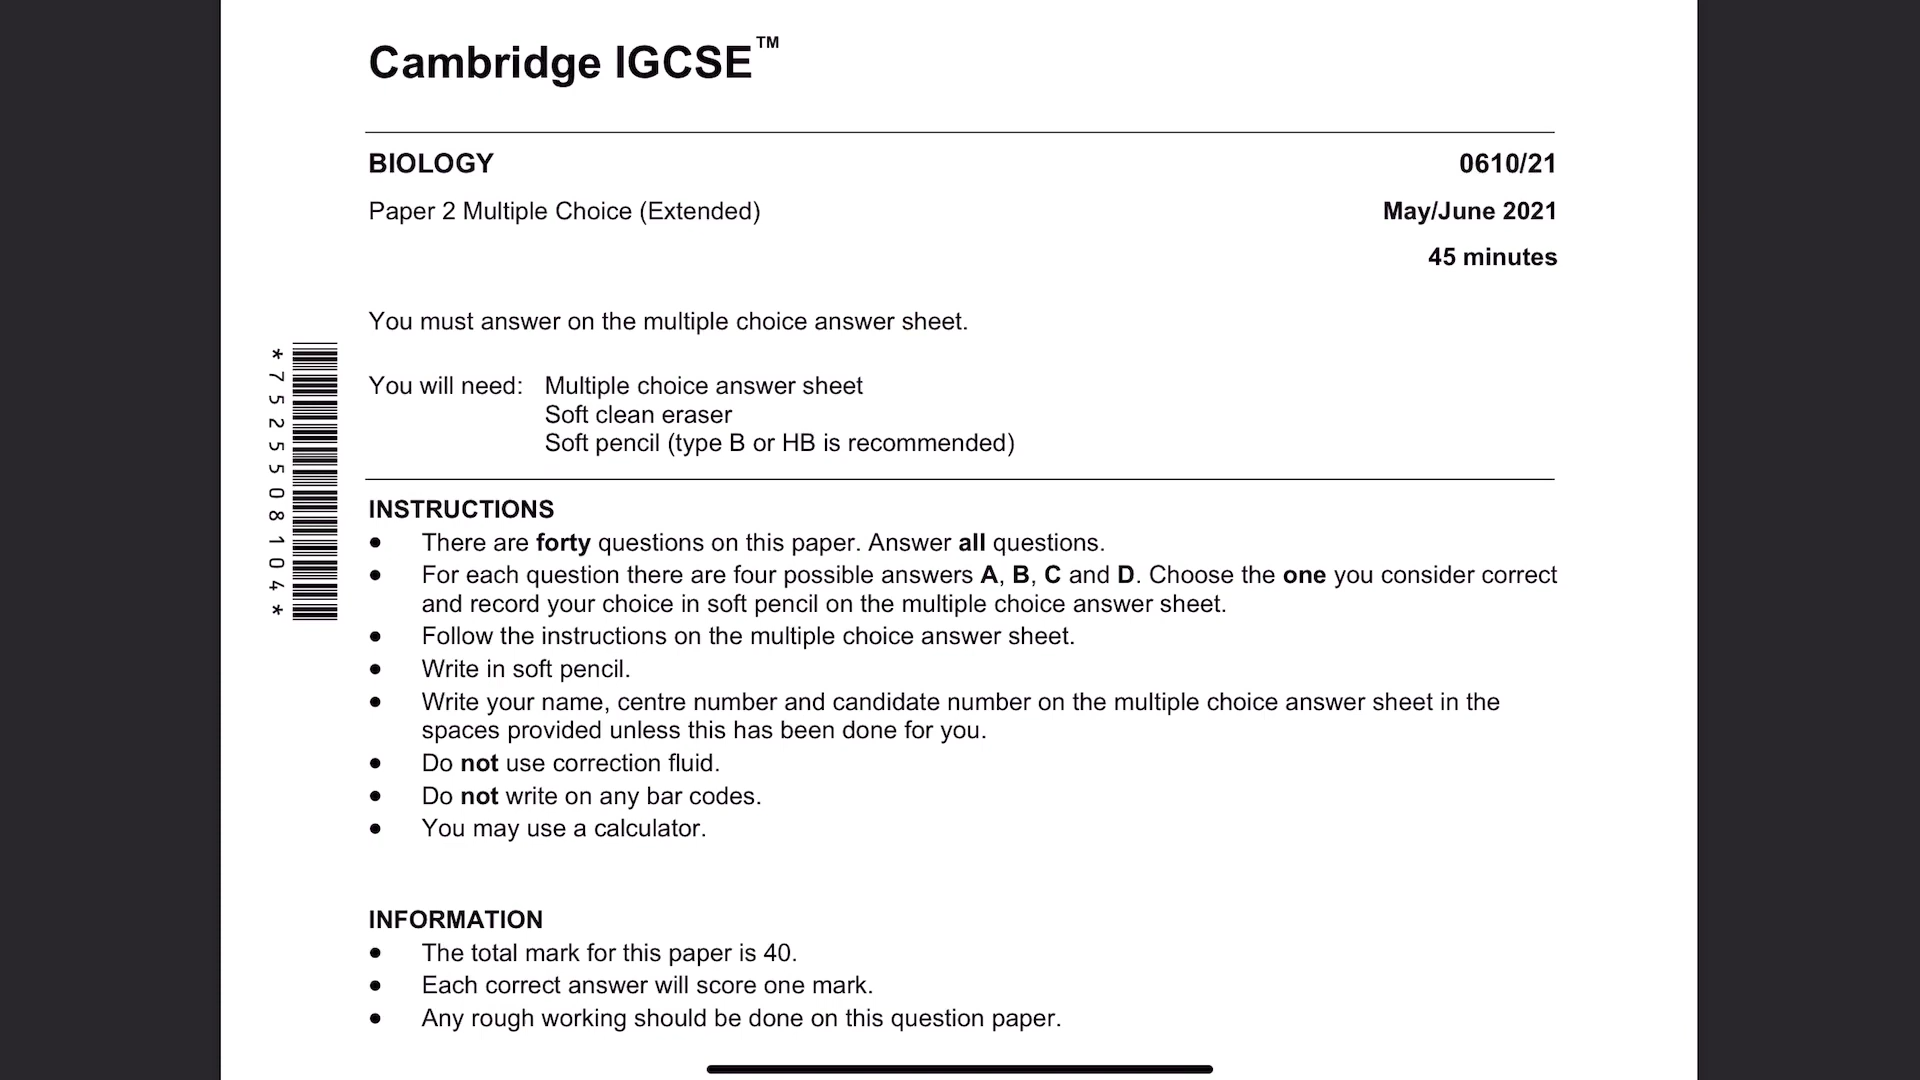 Cambridge IGCSE™
BIOLOGY 0610/21
Paper 2 Multiple Choice (Extended) May/June 2021
45 minutes
You must answer on the multiple choice answer sheet.
*7525508104*
You will need: Multiple choice answer sheet
Soft clean eraser
Soft pencil (type B or HB is recommended)
INSTRUCTIONS
● There are forty questions on this paper. Answer all questions.
● For each question there are four possible answers A, B, C and D. Choose the one you consider correct
and record your choice in soft pencil on the multiple choice answer sheet.
● Follow the instructions on the multiple choice answer sheet.
● Write in soft pencil.
● Write your name, centre number and candidate number on the multiple choice answer sheet in the
spaces provided unless this has been done for you.
● Do not use correction fluid.
● Do not write on any bar codes.
● You may use a calculator.
INFORMATION
● The total mark for this paper is 40.
● Each correct answer will score one mark.
● Any rough working should be done on this question paper.